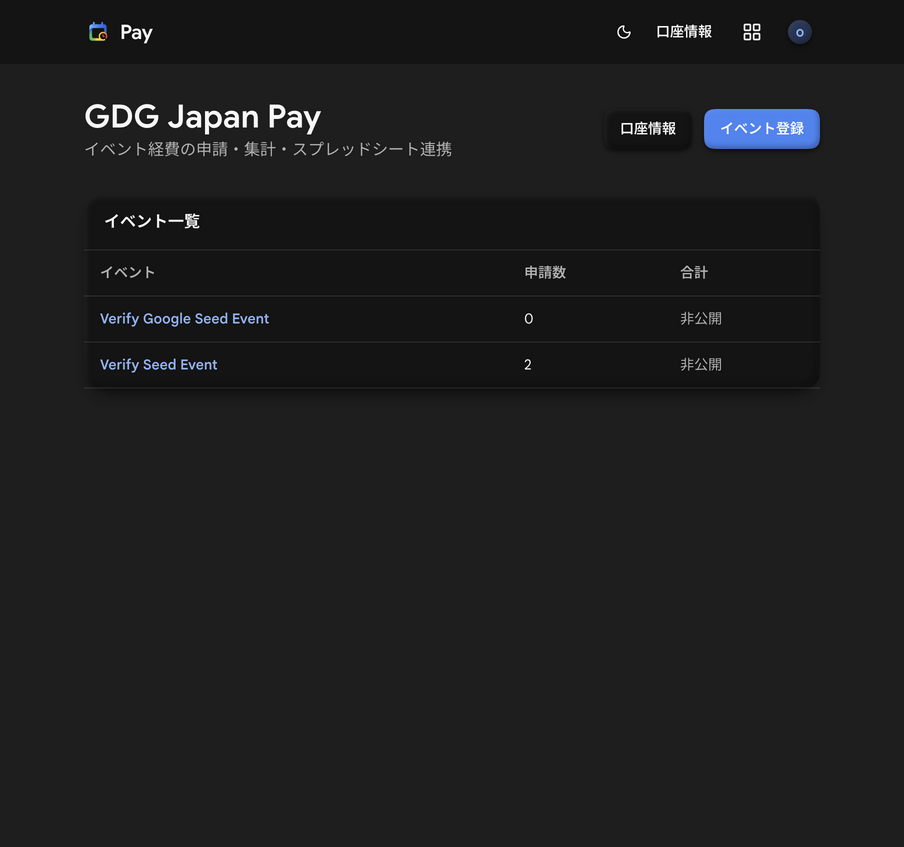 Pay 口座情報 o
GDG Japan Pay
イベント経費の申請・集計・スプレッドシート連携
口座情報 イベント登録
イベント一覧
イベント 申請数 合計
Verify Google Seed Event 0 非公開
Verify Seed Event 2 非公開